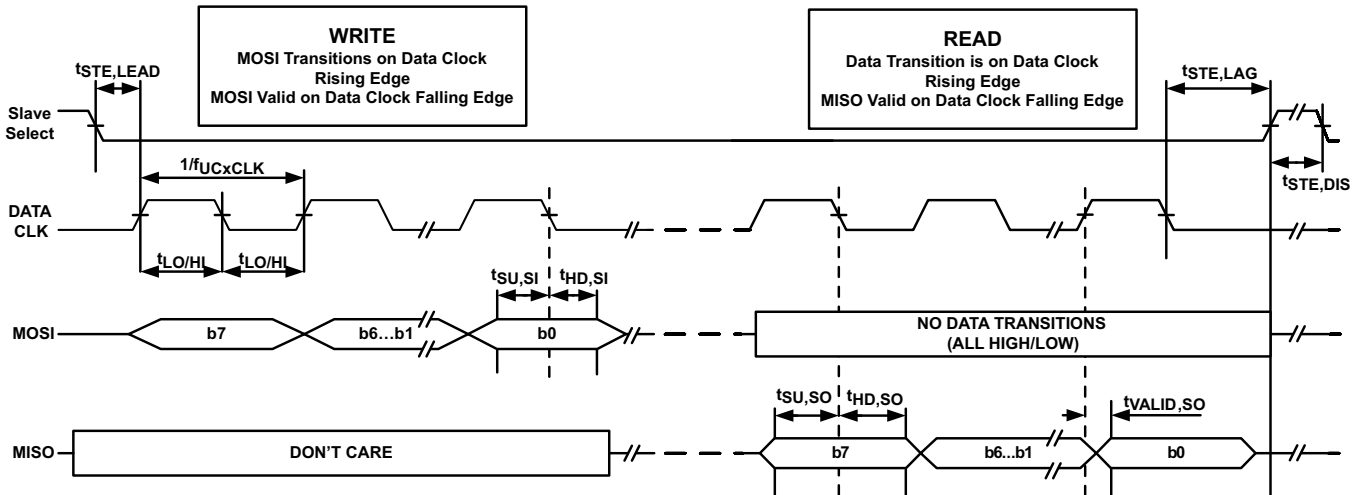 WRITE
MOSI Transitions on Data Clock
Rising Edge
MOSI Valid on Data Clock Falling Edge
READ
Data Transition is on Data Clock
Rising Edge
MISO Valid on Data Clock Falling Edge
tSTE,LEAD
tSTE,LAG
Slave
Select
tSTE,DIS
1/fUCxCLK
DATA
CLK
tLO/HI
tLO/HI
tSU,SI
tHD,SI
MOSI
b7
b6...b1
b0
NO DATA TRANSITIONS
(ALL HIGH/LOW)
tSU,SO
tHD,SO
tVALID,SO
MISO
DON'T CARE
b7
b6...b1
b0